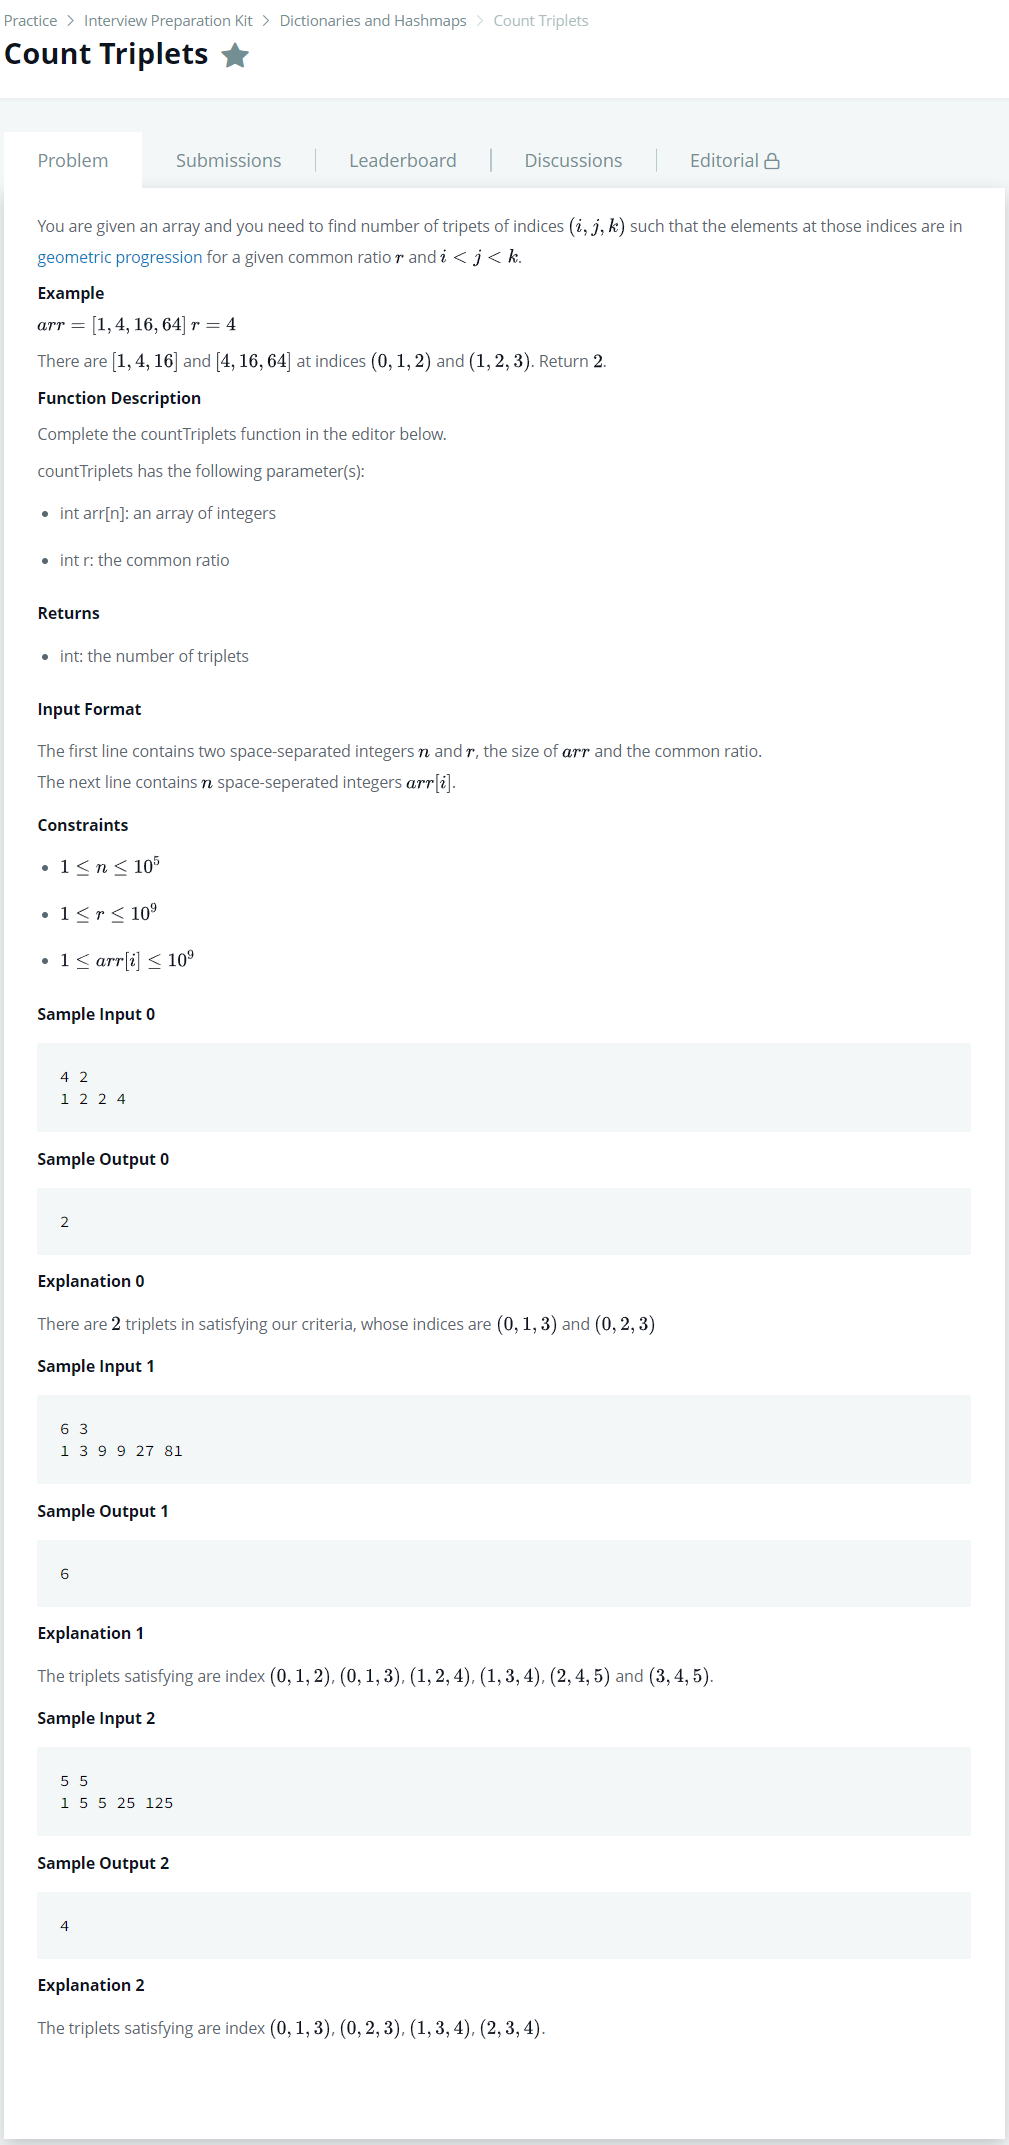 Practice > Interview Preparation Kit > Dictionaries and Hashmaps > Count Triplets
Count Triplets
Problem
Submissions
Leaderboard
Discussions
Editorial
You are given an array and you need to find number of tripets of indices (i, j, k) such that the elements at those indices are in
geometric progression for a given common ratio r and i < j < k.
Example
arr = [1, 4, 16, 64] r = 4
There are [1, 4, 16] and [4, 16, 64] at indices (0, 1, 2) and (1, 2, 3). Return 2.
Function Description
Complete the countTriplets function in the editor below.
countTriplets has the following parameter(s):
• int arr[n]: an array of integers
• int r: the common ratio
Returns
• int: the number of triplets
Input Format
The first line contains two space-separated integers n and r, the size of arr and the common ratio.
The next line contains n space-seperated integers arr[i].
Constraints
• 1 ≤ n ≤ 10⁵
• 1 ≤ r ≤ 10⁹
• 1 ≤ arr[i] ≤ 10⁹
Sample Input 0
4 2
1 2 2 4
Sample Output 0
2
Explanation 0
There are 2 triplets in satisfying our criteria, whose indices are (0, 1, 3) and (0, 2, 3)
Sample Input 1
6 3
1 3 9 9 27 81
Sample Output 1
6
Explanation 1
The triplets satisfying are index (0, 1, 2), (0, 1, 3), (1, 2, 4), (1, 3, 4), (2, 4, 5) and (3, 4, 5).
Sample Input 2
5 5
1 5 5 25 125
Sample Output 2
4
Explanation 2
The triplets satisfying are index (0, 1, 3), (0, 2, 3), (1, 3, 4), (2, 3, 4).